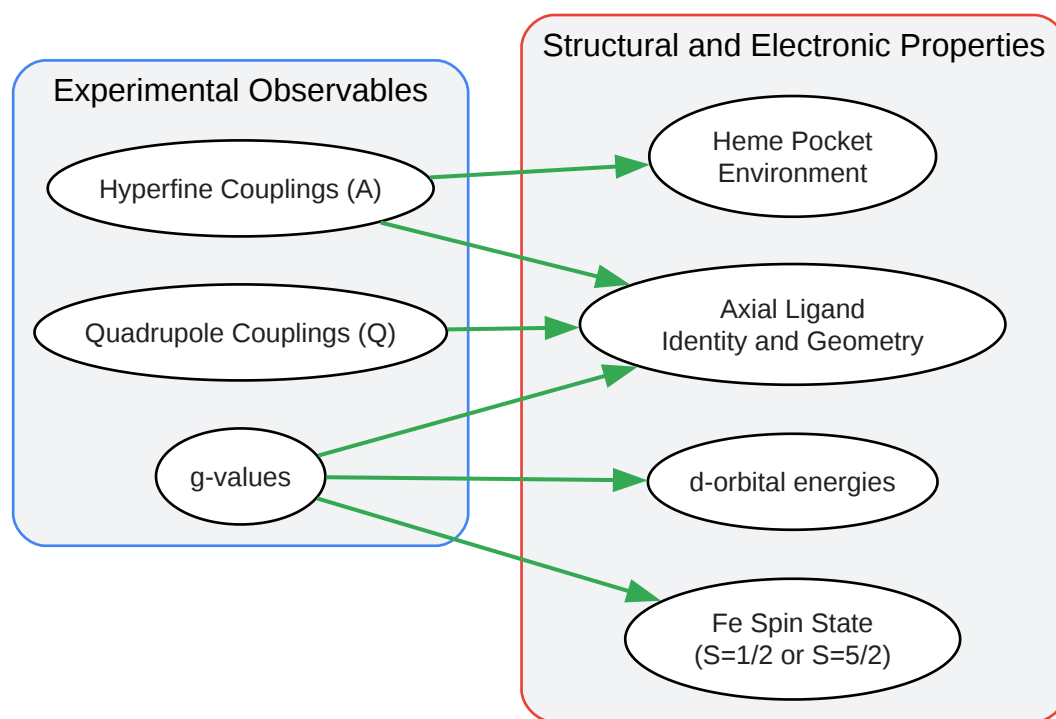 Experimental Observables
Hyperfine Couplings (A)
Quadrupole Couplings (Q)
g-values
Structural and Electronic Properties
Heme Pocket
Environment
Axial Ligand
Identity and Geometry
d-orbital energies
Fe Spin State
(S=1/2 or S=5/2)